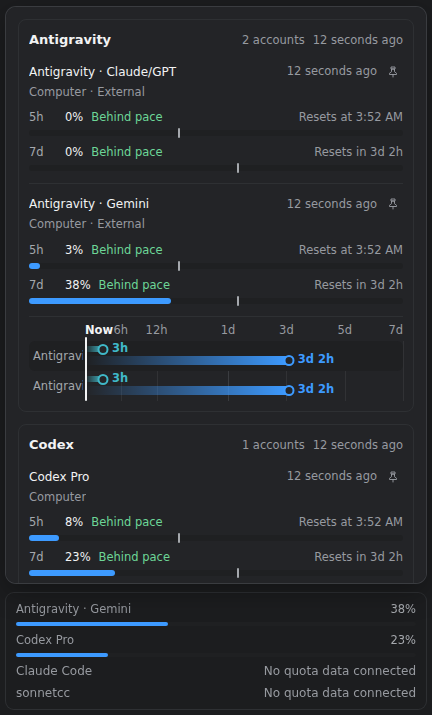 Antigravity 2 accounts 12 seconds ago
Antigravity · Claude/GPT 12 seconds ago
Computer · External
5h 0% Behind pace Resets at 3:52 AM
7d 0% Behind pace Resets in 3d 2h
Antigravity · Gemini 12 seconds ago
Computer · External
5h 3% Behind pace Resets at 3:52 AM
7d 38% Behind pace Resets in 3d 2h
Now 6h 12h 1d 3d 5d 7d
3h
Antigravi
3d 2h
3h
Antigravi
3d 2h
Codex 1 accounts 12 seconds ago
Codex Pro 12 seconds ago
Computer
5h 8% Behind pace Resets at 3:52 AM
7d 23% Behind pace Resets in 3d 2h
Antigravity · Gemini 38%
Codex Pro 23%
Claude Code No quota data connected
sonnetcc No quota data connected